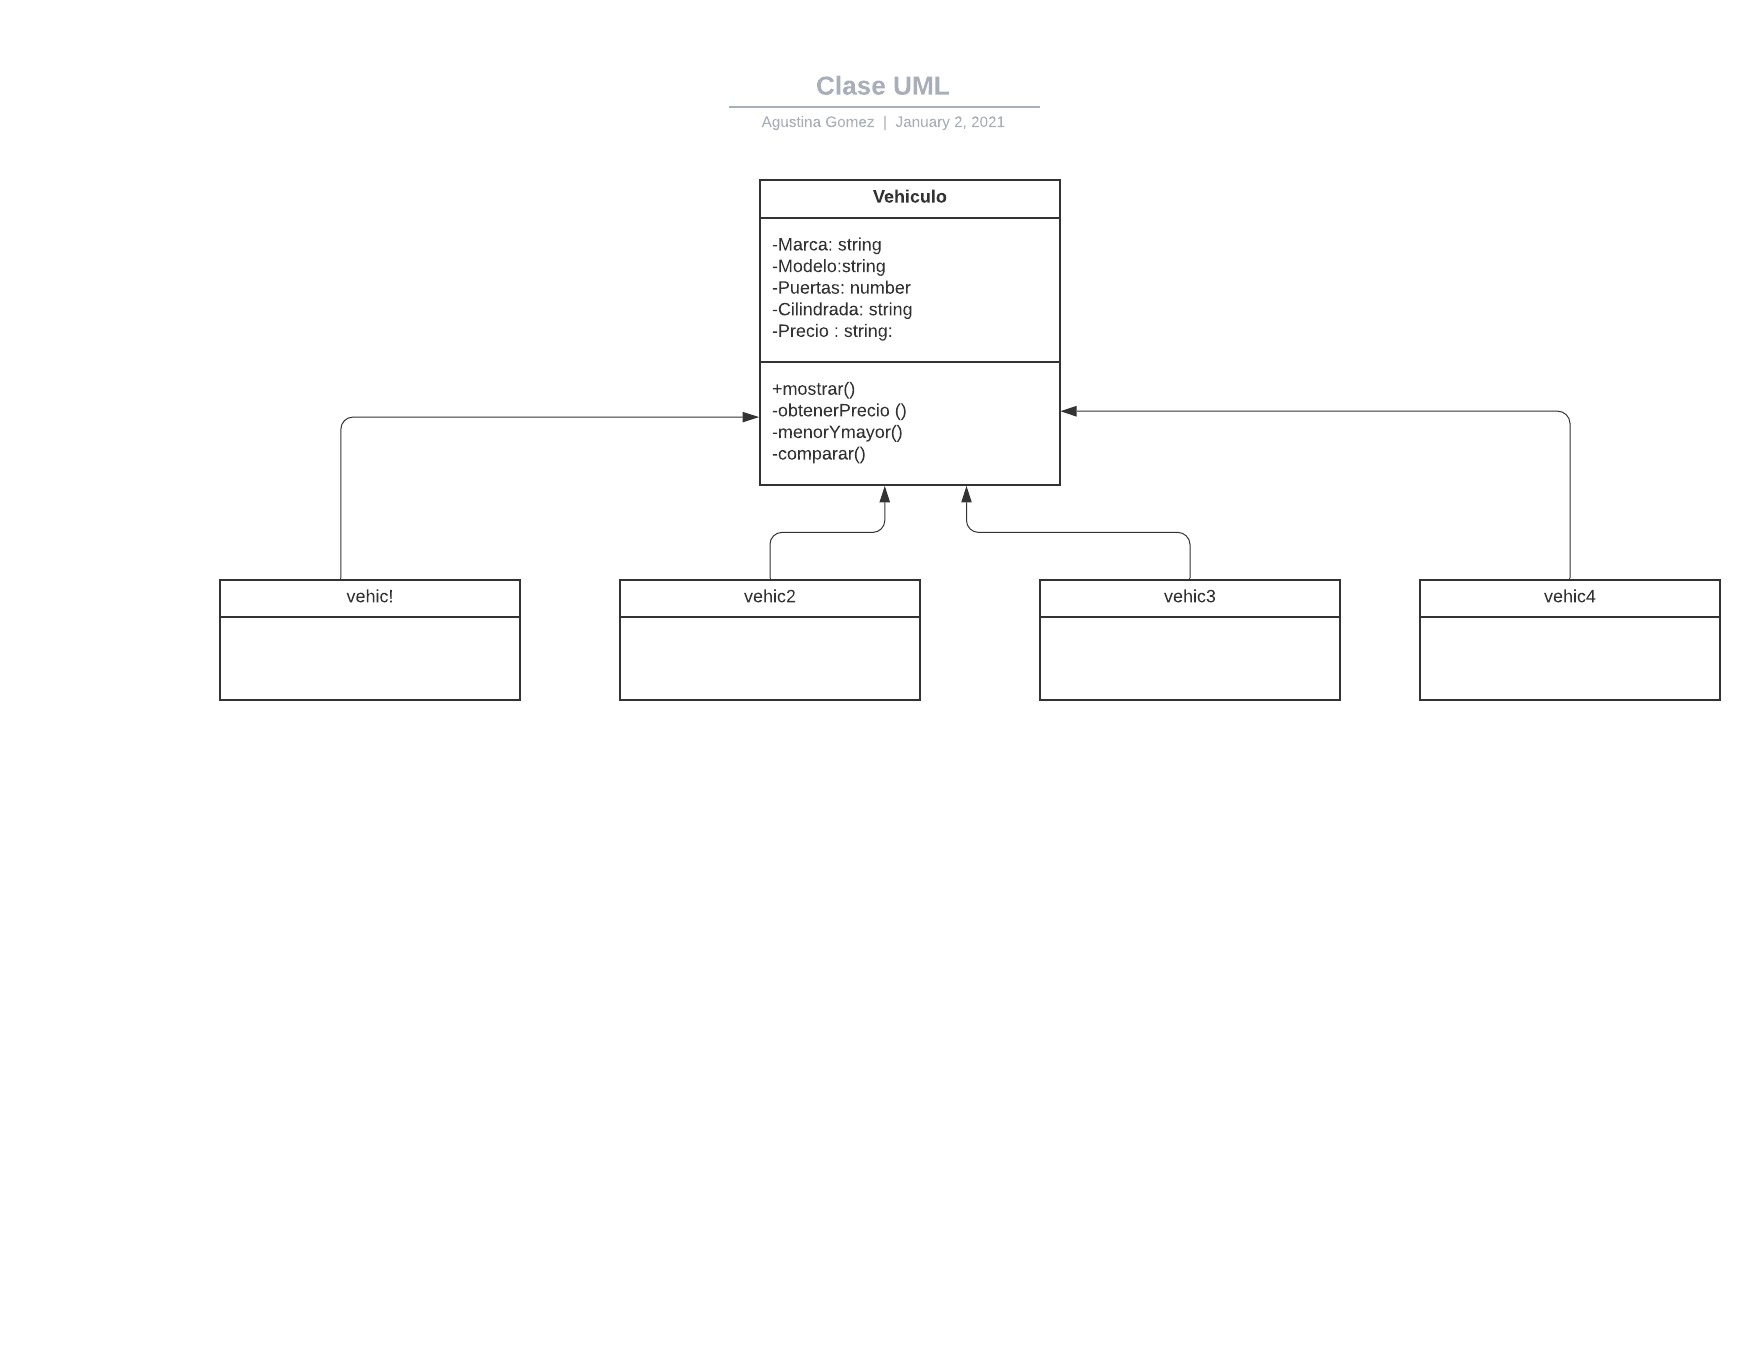 Clase UML
Agustina Gomez | January 2, 2021
Vehiculo
-Marca: string
-Modelo:string
-Puertas: number
-Cilindrada: string
-Precio : string:
+mostrar()
-obtenerPrecio ()
-menorYmayor()
-comparar()
vehic!
vehic2
vehic3
vehic4